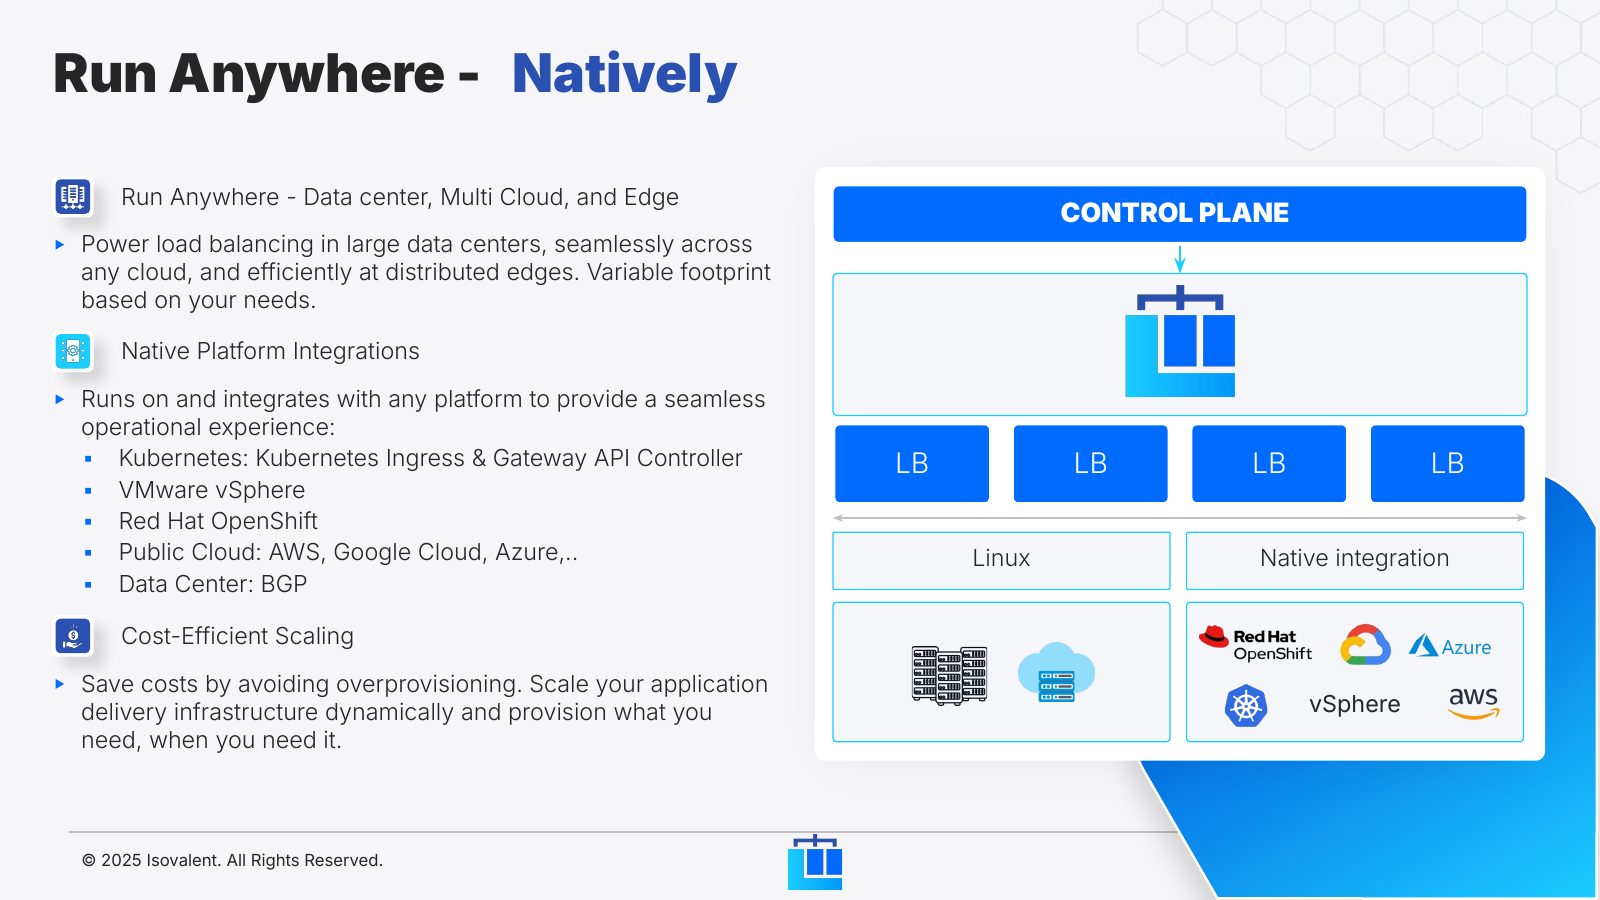 Run Anywhere - Natively
Run Anywhere - Data center, Multi Cloud, and Edge
Power load balancing in large data centers, seamlessly across
any cloud, and efficiently at distributed edges. Variable footprint
based on your needs.
Native Platform Integrations
Runs on and integrates with any platform to provide a seamless
operational experience:
Kubernetes: Kubernetes Ingress & Gateway API Controller
VMware vSphere
Red Hat OpenShift
Public Cloud: AWS, Google Cloud, Azure,..
Data Center: BGP
Cost-Efficient Scaling
Save costs by avoiding overprovisioning. Scale your application
delivery infrastructure dynamically and provision what you
need, when you need it.
CONTROL PLANE
LB LB LB LB
Linux
Native integration
Red Hat
OpenShift
Azure
vSphere
aws
© 2025 Isovalent. All Rights Reserved.